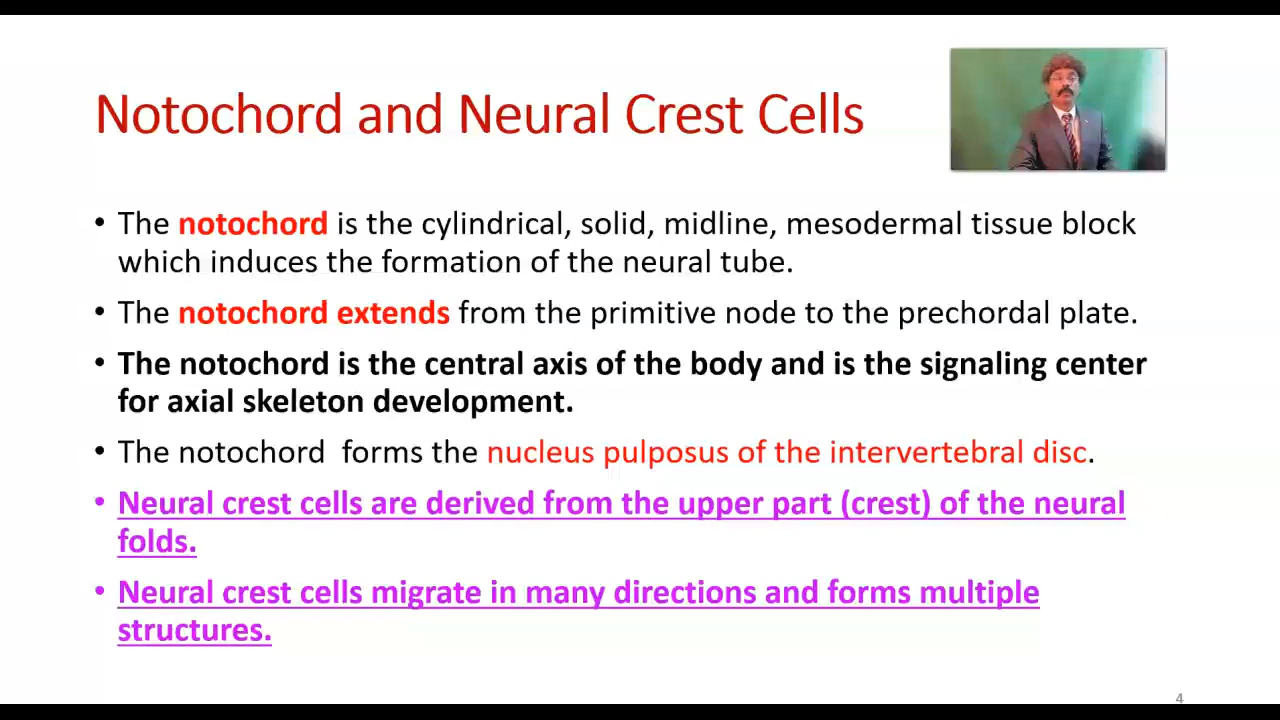 Notochord and Neural Crest Cells
• The notochord is the cylindrical, solid, midline, mesodermal tissue block
which induces the formation of the neural tube.
• The notochord extends from the primitive node to the prechordal plate.
• The notochord is the central axis of the body and is the signaling center
for axial skeleton development.
• The notochord  forms the nucleus pulposus of the intervertebral disc.
• Neural crest cells are derived from the upper part (crest) of the neural
folds.
• Neural crest cells migrate in many directions and forms multiple
structures.
4